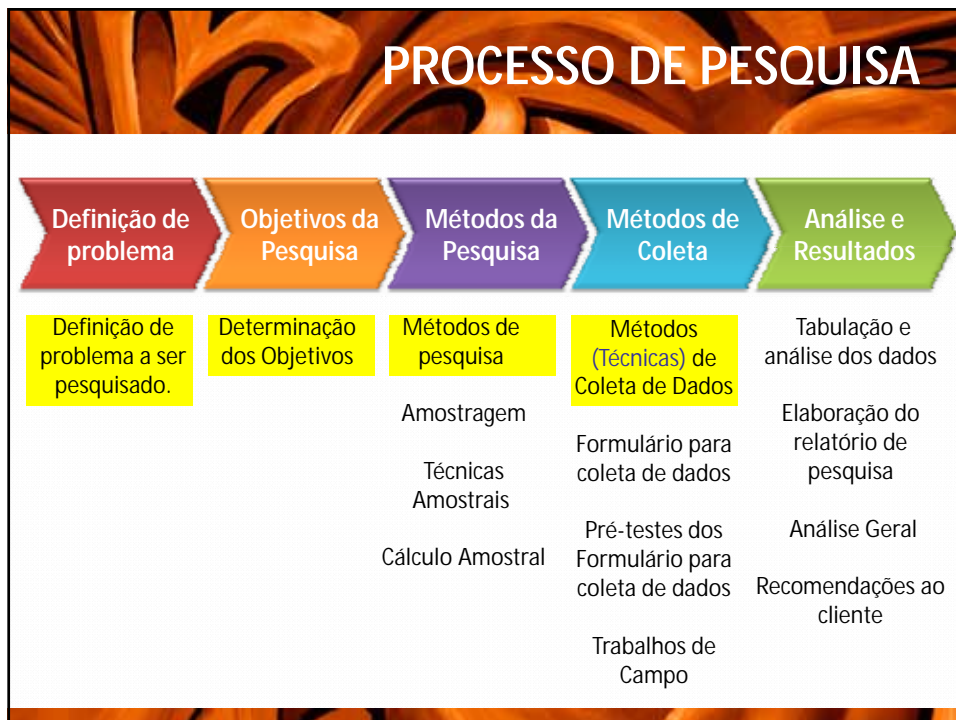 PROCESSO DE PESQUISA
Definição de
problema
Objetivos da
Pesquisa
Métodos da
Pesquisa
Métodos de
Coleta
Análise e
Resultados
Definição de
problema a ser
pesquisado.
Determinação
dos Objetivos
Métodos de
pesquisa
Amostragem
Técnicas
Amostrais
Cálculo Amostral
Métodos
(Técnicas) de
Coleta de Dados
Formulário para
coleta de dados
Pré-testes dos
Formulário para
coleta de dados
Trabalhos de
Campo
Tabulação e
análise dos dados
Elaboração do
relatório de
pesquisa
Análise Geral
Recomendações ao
cliente